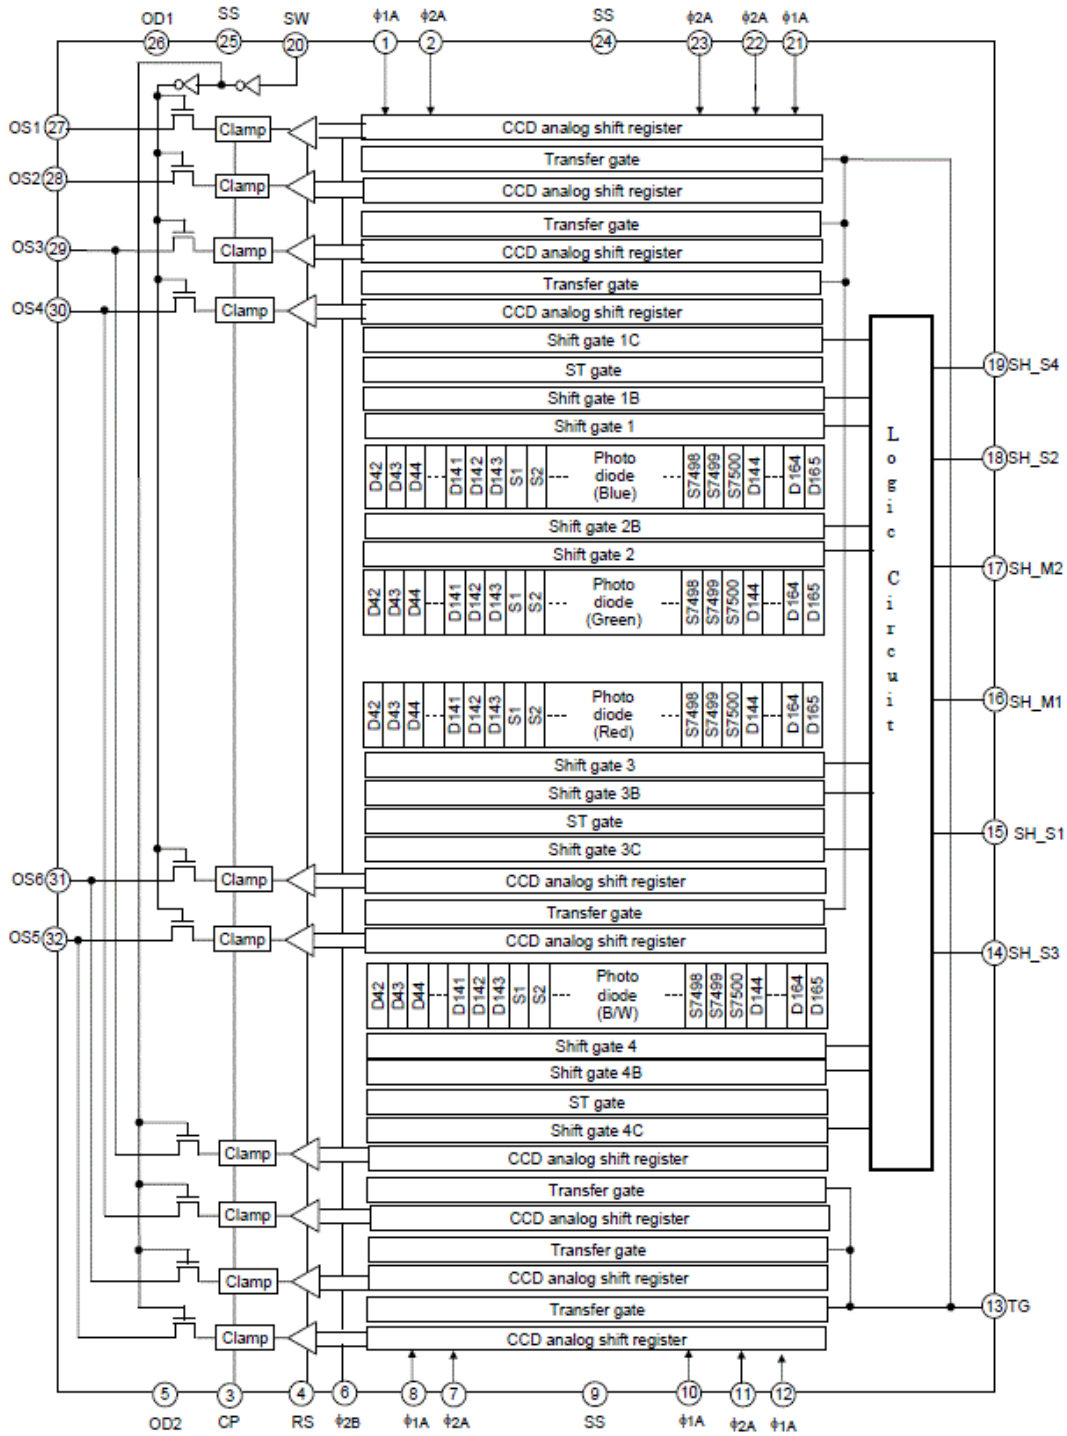 OD1 SS SW ϕ1A ϕ2A SS ϕ2A ϕ2A ϕ1A
26 25 20 1 2 24 23 22 21
OS1 27 Clamp CCD analog shift register
Transfer gate
OS2 28 Clamp CCD analog shift register
Transfer gate
OS3 29 Clamp CCD analog shift register
Transfer gate
OS4 30 Clamp CCD analog shift register
Shift gate 1C
ST gate
19 SH_S4
Shift gate 1B
Shift gate 1
D42 D43 D44 ---- D141 D142 D143 S1 S2 ---- Photo diode (Blue) ---- S7498 S7499 S7500 D144 ---- D164 D165
18 SH_S2
Shift gate 2B
Shift gate 2
17 SH_M2
D42 D43 D44 ---- D141 D142 D143 S1 S2 ---- Photo diode (Green) ---- S7498 S7499 S7500 D144 ---- D164 D165
Logic Circuit
16 SH_M1
D42 D43 D44 ---- D141 D142 D143 S1 S2 ---- Photo diode (Red) ---- S7498 S7499 S7500 D144 ---- D164 D165
Shift gate 3
Shift gate 3B
ST gate
15 SH_S1
Shift gate 3C
OS6 31 Clamp CCD analog shift register
Transfer gate
OS5 32 Clamp CCD analog shift register
14 SH_S3
D42 D43 D44 ---- D141 D142 D143 S1 S2 ---- Photo diode (B/W) ---- S7498 S7499 S7500 D144 ---- D164 D165
Shift gate 4
Shift gate 4B
ST gate
Shift gate 4C
Clamp CCD analog shift register
Transfer gate
Clamp CCD analog shift register
Transfer gate
Clamp CCD analog shift register
Transfer gate
13 TG
Clamp CCD analog shift register
5 3 4 6 8 7 9 10 11 12
OD2 CP RS ϕ2B ϕ1A ϕ2A SS ϕ1A ϕ2A ϕ1A